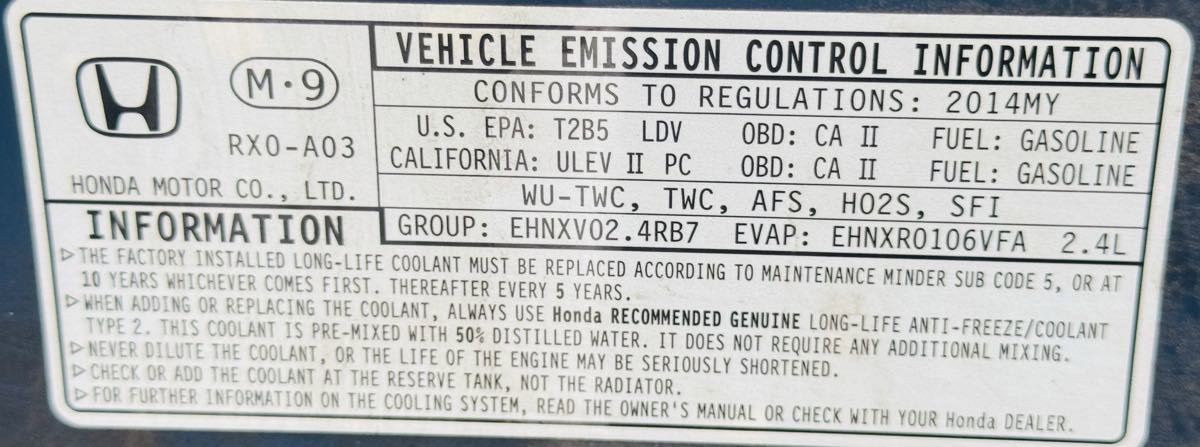 VEHICLE EMISSION CONTROL INFORMATION
M·9
RX0-A03
HONDA MOTOR CO., LTD.
CONFORMS TO REGULATIONS: 2014MY
U.S. EPA: T2B5 LDV OBD: CA II FUEL: GASOLINE
CALIFORNIA: ULEV II PC OBD: CA II FUEL: GASOLINE
WU-TWC, TWC, AFS, HO2S, SFI
GROUP: EHNXV02.4RB7 EVAP: EHNXR0106VFA 2.4L
INFORMATION
▷THE FACTORY INSTALLED LONG-LIFE COOLANT MUST BE REPLACED ACCORDING TO MAINTENANCE MINDER SUB CODE 5, OR AT
10 YEARS WHICHEVER COMES FIRST. THEREAFTER EVERY 5 YEARS.
▷WHEN ADDING OR REPLACING THE COOLANT, ALWAYS USE Honda RECOMMENDED GENUINE LONG-LIFE ANTI-FREEZE/COOLANT
TYPE 2. THIS COOLANT IS PRE-MIXED WITH 50% DISTILLED WATER. IT DOES NOT REQUIRE ANY ADDITIONAL MIXING.
▷NEVER DILUTE THE COOLANT, OR THE LIFE OF THE ENGINE MAY BE SERIOUSLY SHORTENED.
▷CHECK OR ADD THE COOLANT AT THE RESERVE TANK, NOT THE RADIATOR.
▷FOR FURTHER INFORMATION ON THE COOLING SYSTEM, READ THE OWNER'S MANUAL OR CHECK WITH YOUR Honda DEALER.